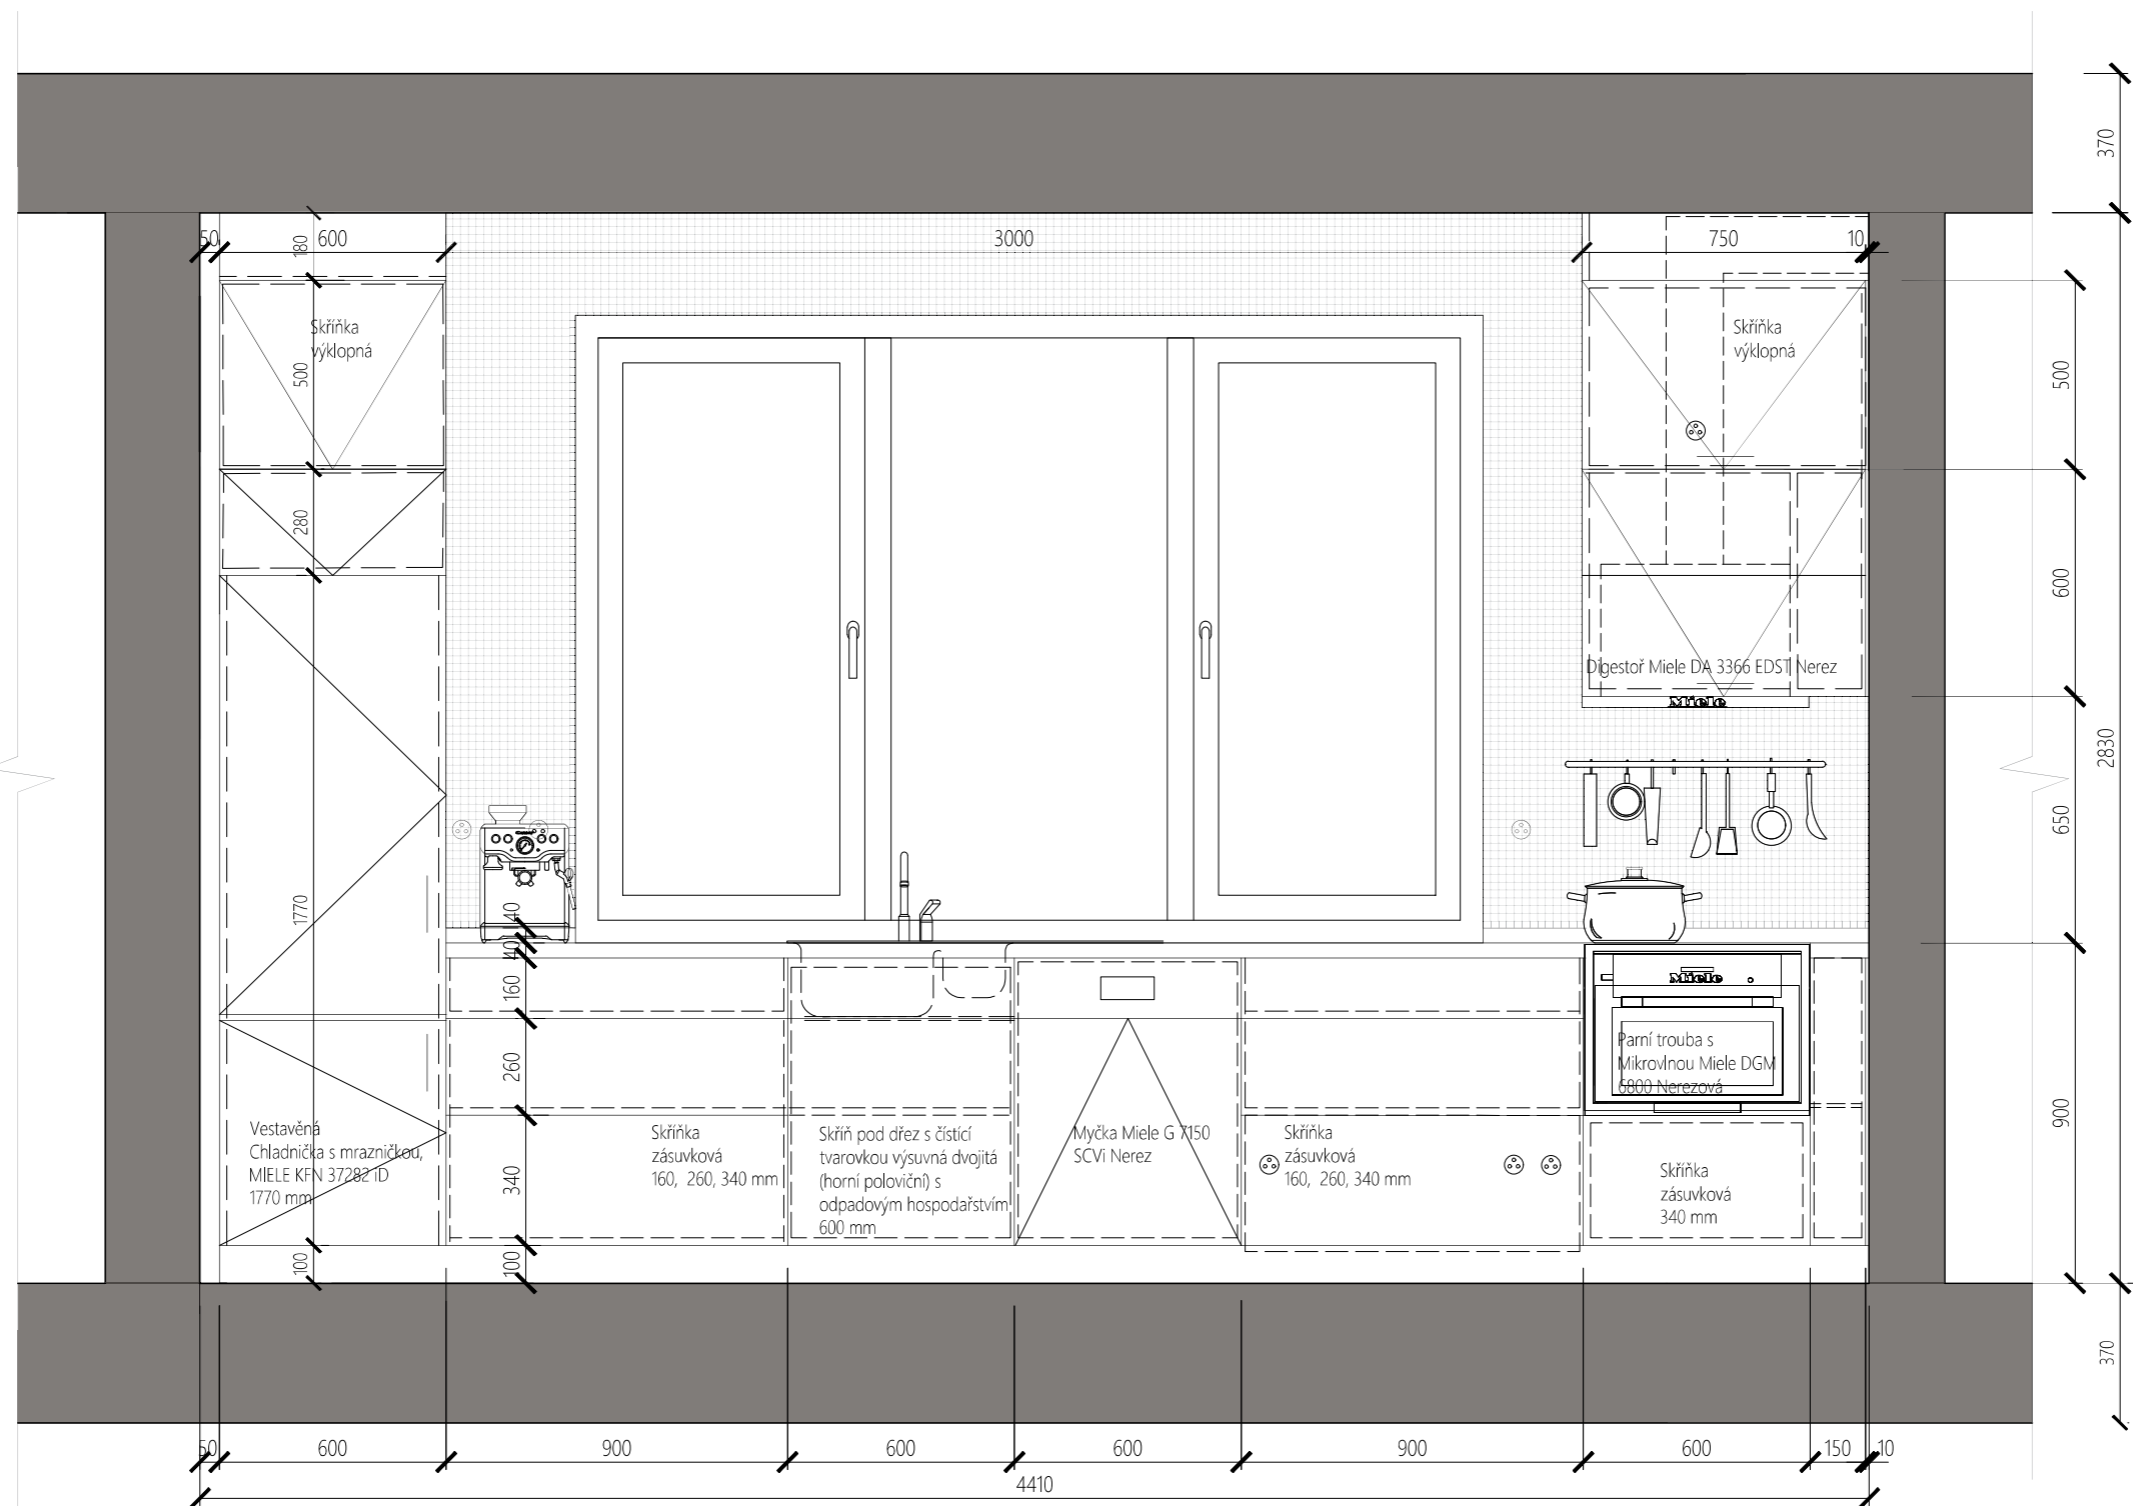 370
50
600
180
3000
750
10
Skříňka
výklopná
500
Skříňka
výklopná
500
280
600
Digestoř Miele DA 3366 EDST Nerez
Miele
2830
650
1770
40
40
160
Miele
260
Parní trouba s
Mikrovlnou Miele DGM
6800 Nerezová
900
Vestavěná
Chladnička s mrazničkou,
MIELE KFN 37282 iD
1770 mm
340
Skříňka
zásuvková
160, 260, 340 mm
Skříň pod dřez s čístící
tvarovkou výsuvná dvojitá
(horní poloviční) s
odpadovým hospodařstvím
600 mm
Myčka Miele G 7150
SCVi Nerez
Skříňka
zásuvková
160, 260, 340 mm
Skříňka
zásuvková
340 mm
100
100
370
50
600
900
600
600
900
600
150
10
4410